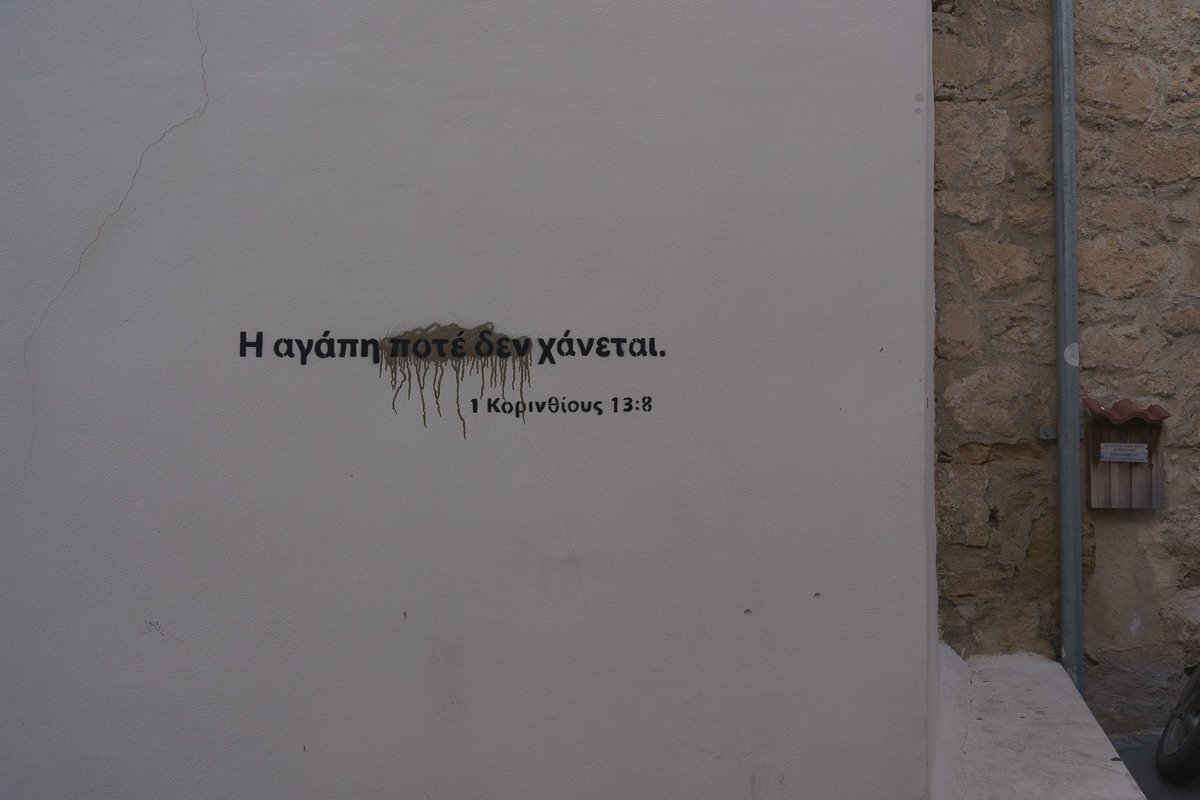 Η αγάπη ποτέ δεν χάνεται.
1 Κορινθίους 13:8